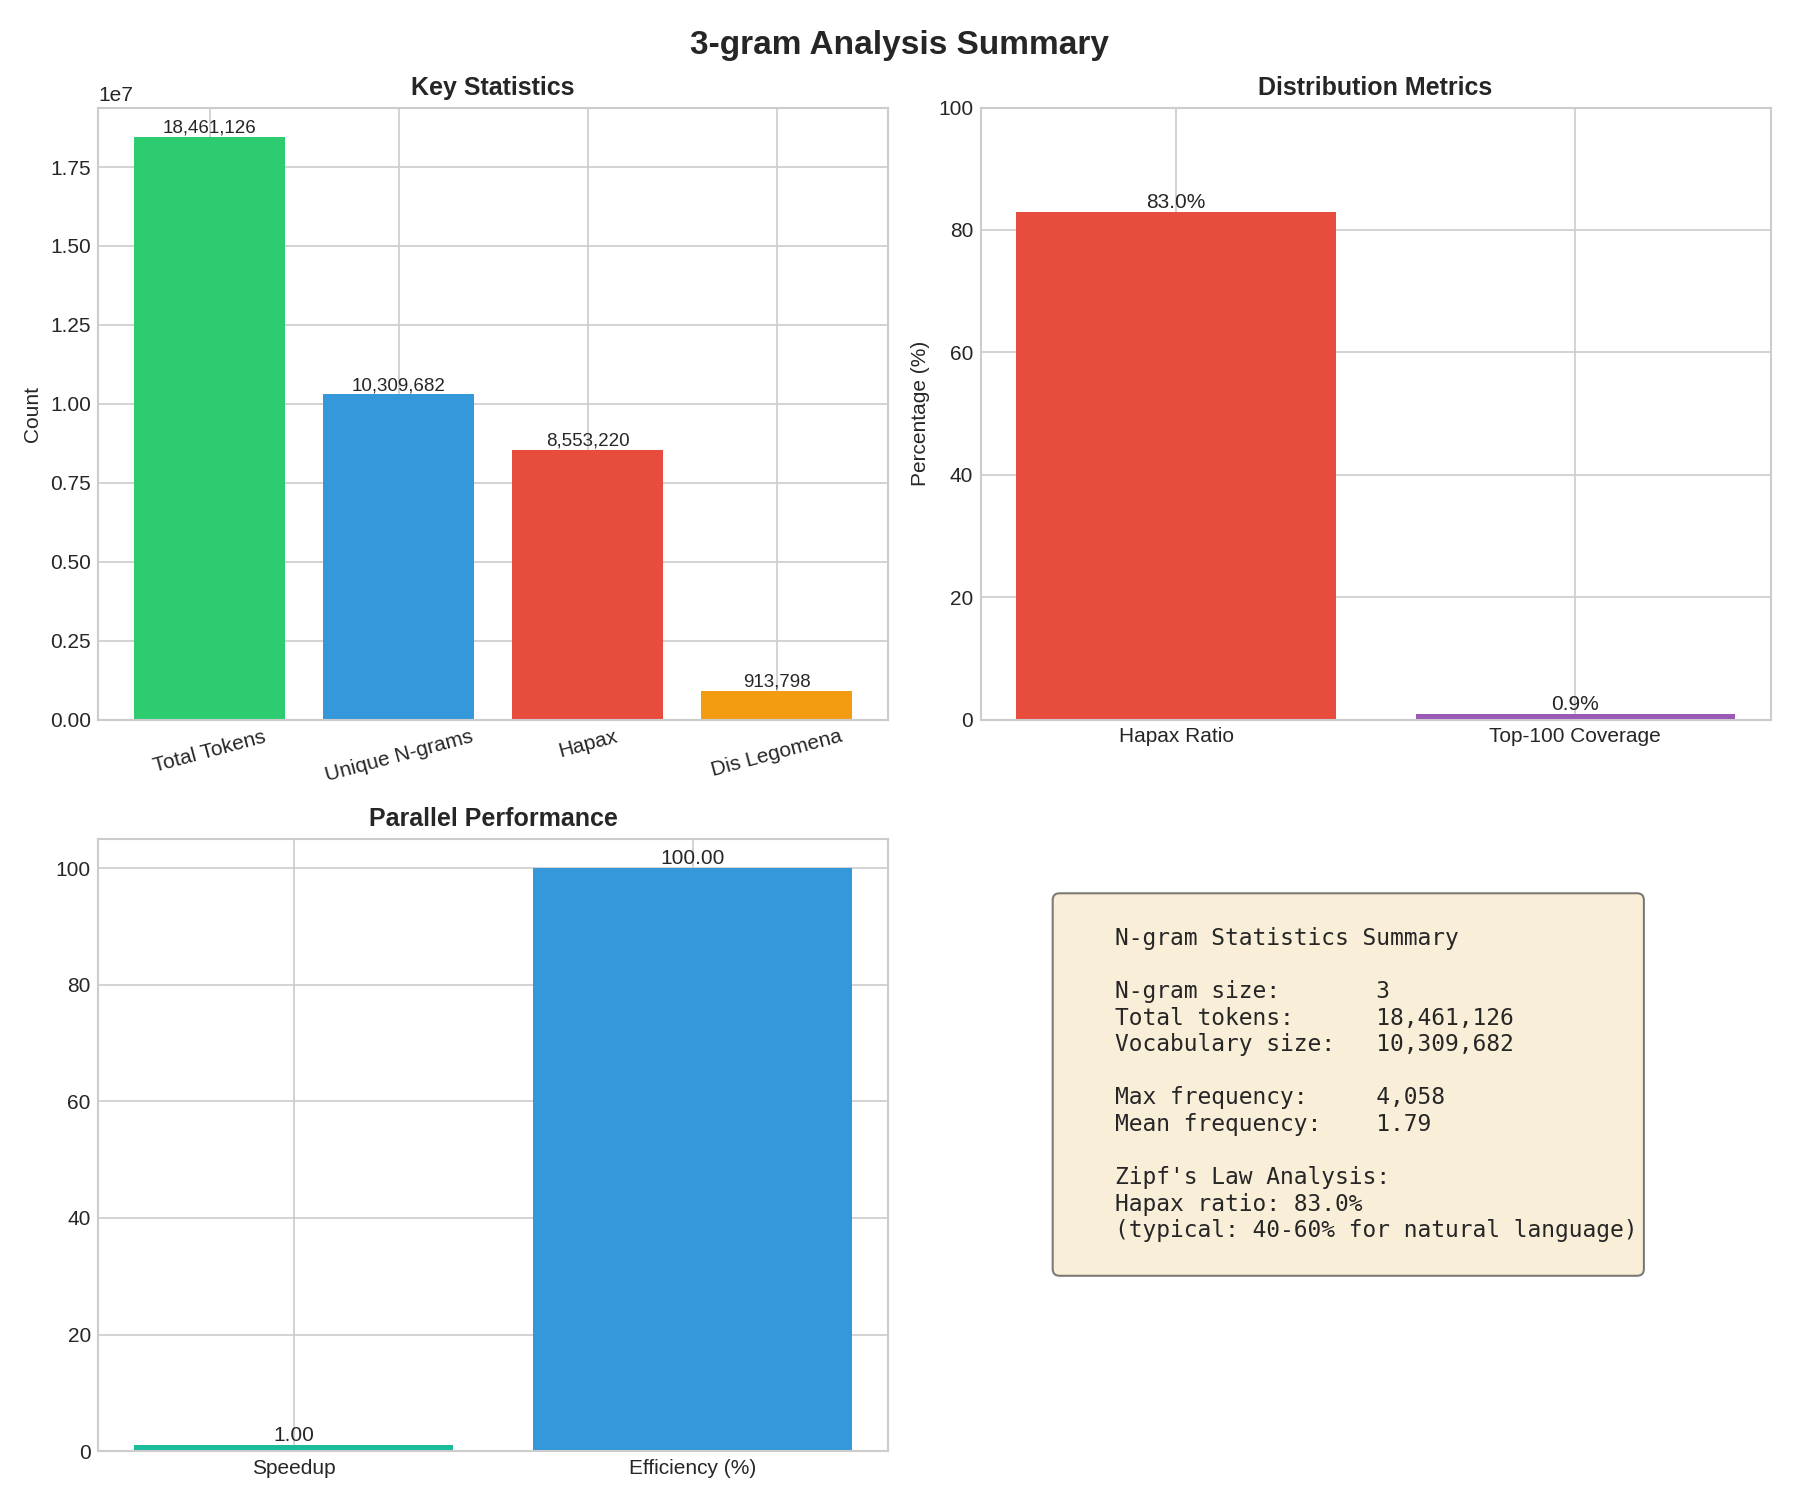 3-gram Analysis Summary
Key Statistics
1e7
Count
1.75
1.50
1.25
1.00
0.75
0.50
0.25
0.00
18,461,126
10,309,682
8,553,220
913,798
Total Tokens
Unique N-grams
Hapax
Dis Legomena
Distribution Metrics
Percentage (%)
100
80
60
40
20
0
83.0%
0.9%
Hapax Ratio
Top-100 Coverage
Parallel Performance
100
80
60
40
20
0
1.00
100.00
Speedup
Efficiency (%)
N-gram Statistics Summary
N-gram size: 3
Total tokens: 18,461,126
Vocabulary size: 10,309,682
Max frequency: 4,058
Mean frequency: 1.79
Zipf's Law Analysis:
Hapax ratio: 83.0%
(typical: 40-60% for natural language)